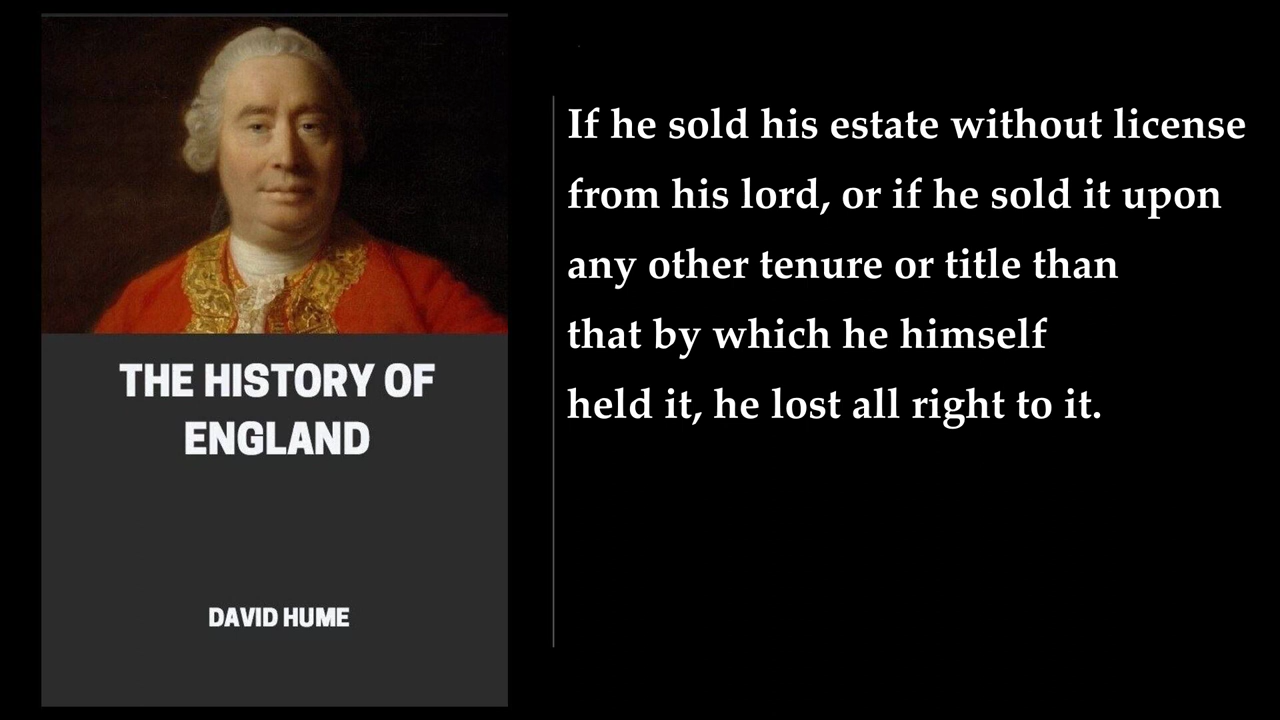 THE HISTORY OF
ENGLAND
DAVID HUME
If he sold his estate without license
from his lord, or if he sold it upon
any other tenure or title than
that by which he himself
held it, he lost all right to it.